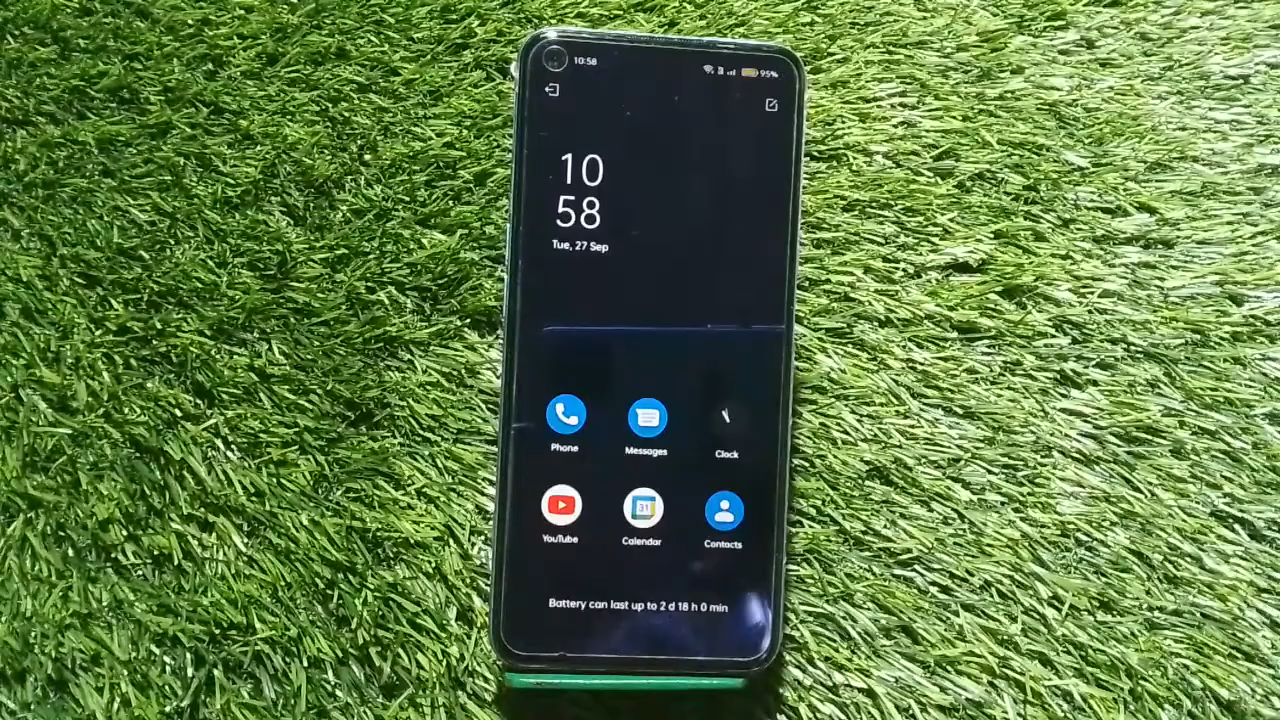 10:58
95%
10
58
Tue, 27 Sep
Phone
Messages
Clock
31
YouTube
Calendar
Contacts
Battery can last up to 2 d 18 h 0 min